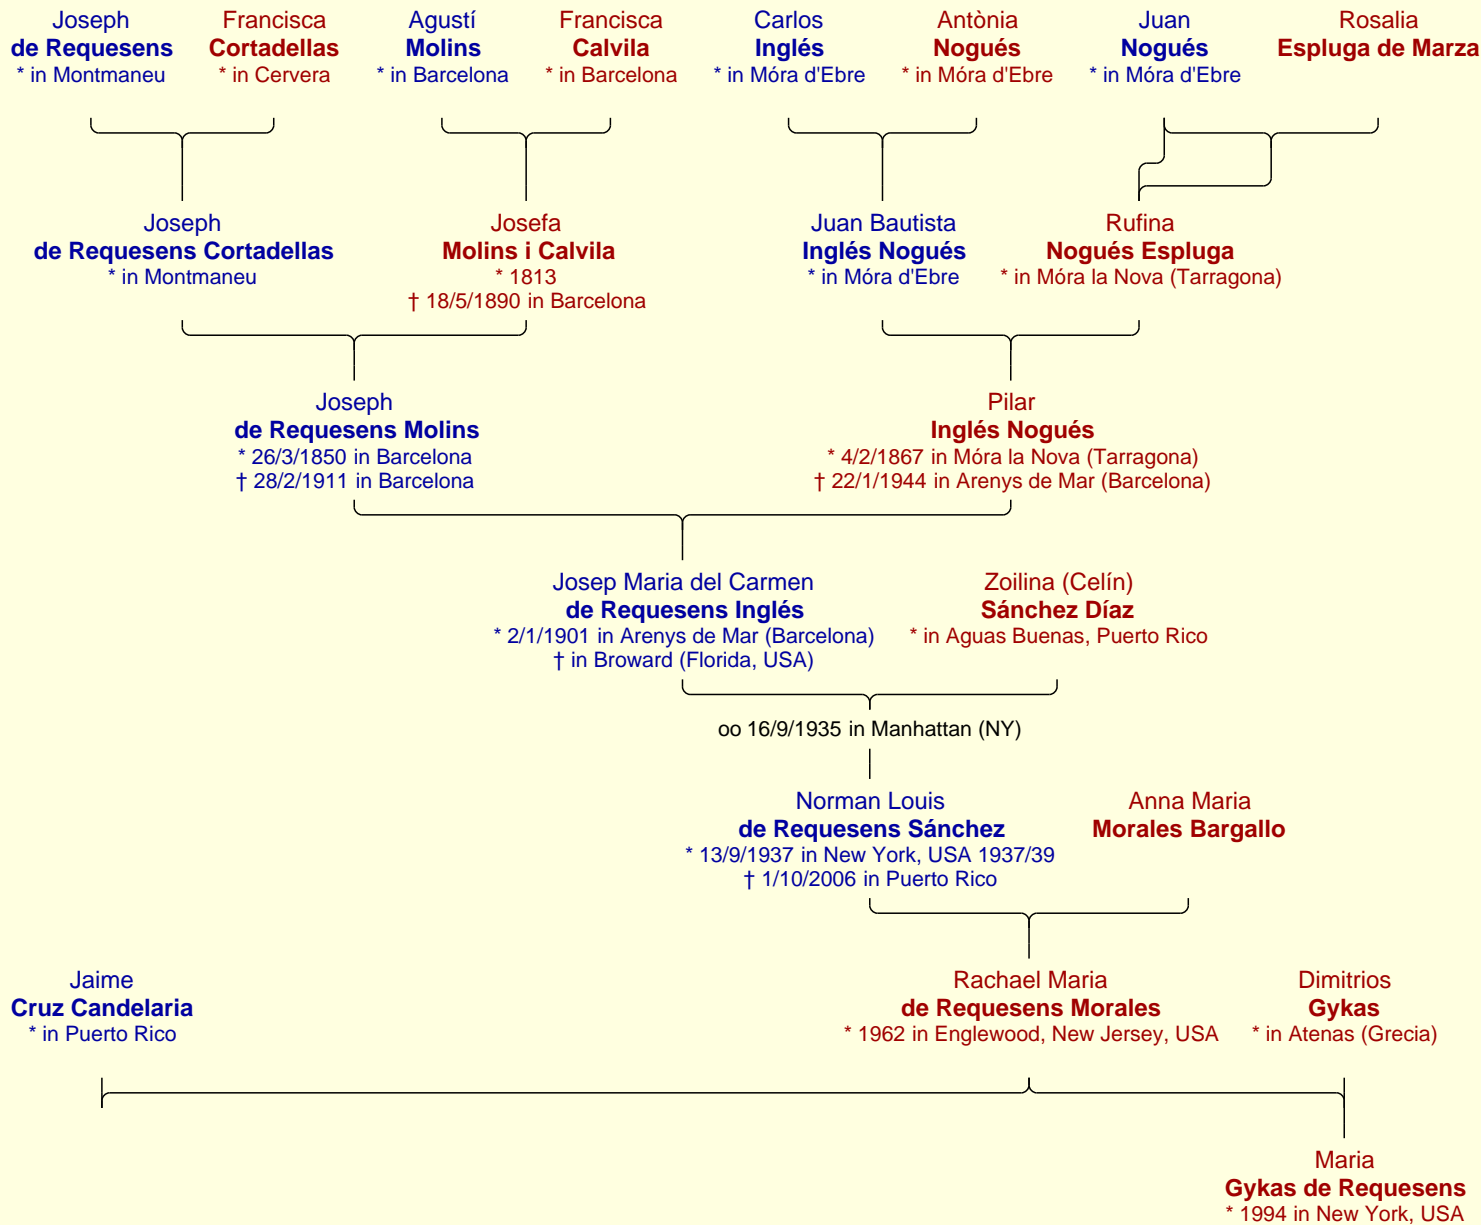 Joseph
de Requesens
* in Montmaneu
Francisca
Cortadellas
* in Cervera
Agustí
Molins
* in Barcelona
Francisca
Calvila
* in Barcelona
Carlos
Inglés
* in Móra d'Ebre
Antònia
Nogués
* in Móra d'Ebre
Juan
Nogués
* in Móra d'Ebre
Rosalia
Espluga de Marza
Joseph
de Requesens Cortadellas
* in Montmaneu
Josefa
Molins i Calvila
* 1813
† 18/5/1890 in Barcelona
Juan Bautista
Inglés Nogués
* in Móra d'Ebre
Rufina
Nogués Espluga
* in Móra la Nova (Tarragona)
Joseph
de Requesens Molins
* 26/3/1850 in Barcelona
† 28/2/1911 in Barcelona
Pilar
Inglés Nogués
* 4/2/1867 in Móra la Nova (Tarragona)
† 22/1/1944 in Arenys de Mar (Barcelona)
Josep Maria del Carmen
de Requesens Inglés
* 2/1/1901 in Arenys de Mar (Barcelona)
† in Broward (Florida, USA)
Zoilina (Celín)
Sánchez Díaz
* in Aguas Buenas, Puerto Rico
oo 16/9/1935 in Manhattan (NY)
Norman Louis
de Requesens Sánchez
* 13/9/1937 in New York, USA 1937/39
† 1/10/2006 in Puerto Rico
Anna Maria
Morales Bargallo
Jaime
Cruz Candelaria
* in Puerto Rico
Rachael Maria
de Requesens Morales
* 1962 in Englewood, New Jersey, USA
Dimitrios
Gykas
* in Atenas (Grecia)
Maria
Gykas de Requesens
* 1994 in New York, USA